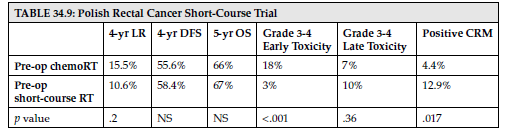 TABLE 34.9: Polish Rectal Cancer Short-Course Trial
4-yr LR 4-yr DFS 5-yr OS Grade 3-4 Early Toxicity Grade 3-4 Late Toxicity Positive CRM
Pre-op chemoRT 15.5% 55.6% 66% 18% 7% 4.4%
Pre-op short-course RT 10.6% 58.4% 67% 3% 10% 12.9%
p value .2 NS NS <.001 .36 .017